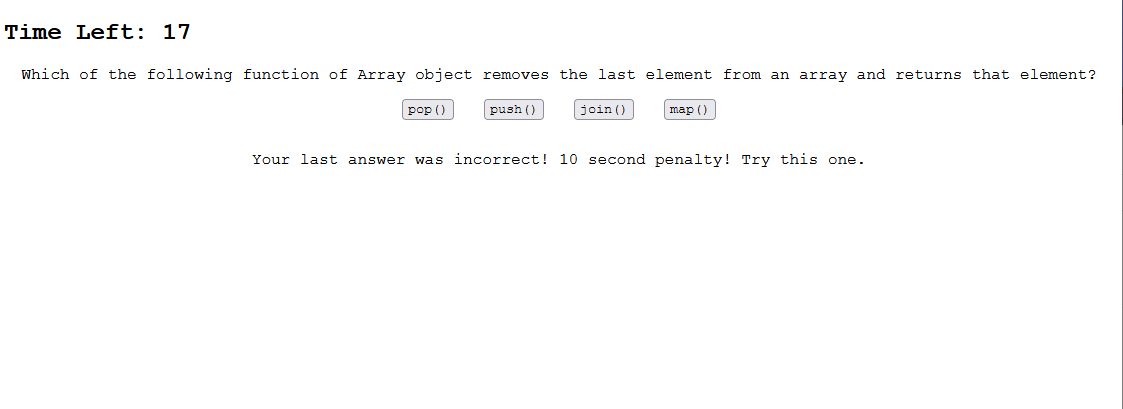 Time Left: 17
Which of the following function of Array object removes the last element from an array and returns that element?
pop() push() join() map()
Your last answer was incorrect! 10 second penalty! Try this one.